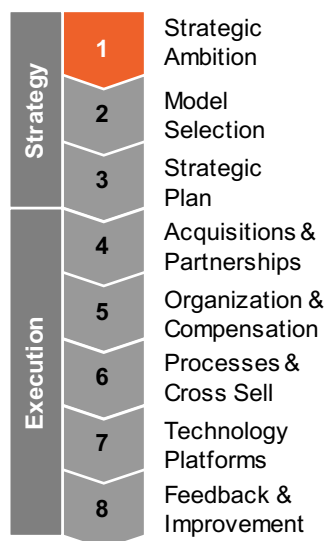 Strategy
1
Strategic
Ambition
2
Model
Selection
3
Strategic
Plan
Execution
4
Acquisitions &
Partnerships
5
Organization &
Compensation
6
Processes &
Cross Sell
7
Technology
Platforms
8
Feedback &
Improvement